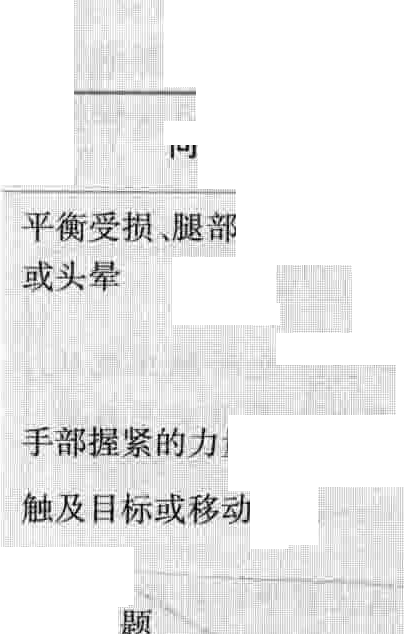 平衡受损、腿部
或头晕
手部握紧的力
触及目标或移动
题